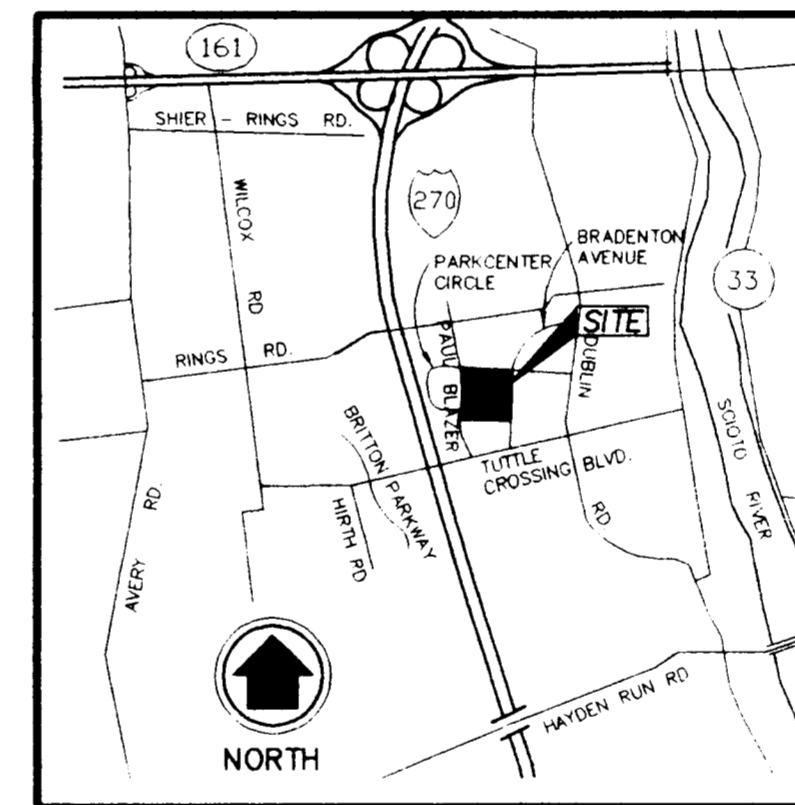 161
SHIER - RINGS RD.
WILCOX RD
270
BRADENTON
AVENUE
PARKCENTER
CIRCLE
33
SITE
RINGS RD.
PAUL BLAZER
DUBLIN RD
BRITTON PARKWAY
TUTTLE
CROSSING BLVD.
SCIOTO RIVER
HIRTH RD
AVERY RD.
HAYDEN RUN RD
NORTH